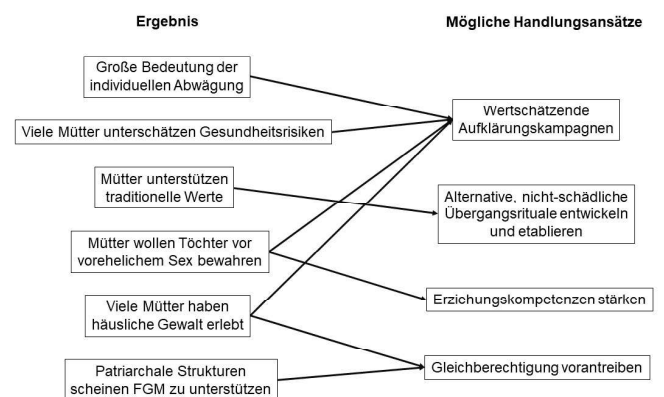 Ergebnis
Mögliche Handlungsansätze
Große Bedeutung der
individuellen Abwägung
Viele Mütter unterschätzen Gesundheitsrisiken
Mütter unterstützen
traditionelle Werte
Mütter wollen Töchter vor
vorehelichem Sex bewahren
Viele Mütter haben
häusliche Gewalt erlebt
Patriarchale Strukturen
scheinen FGM zu unterstützen
Wertschätzende
Aufklärungskampagnen
Alternative, nicht-schädliche
Übergangsrituale entwickeln
und etablieren
Erziehungskompetenzen stärken
Gleichberechtigung vorantreiben